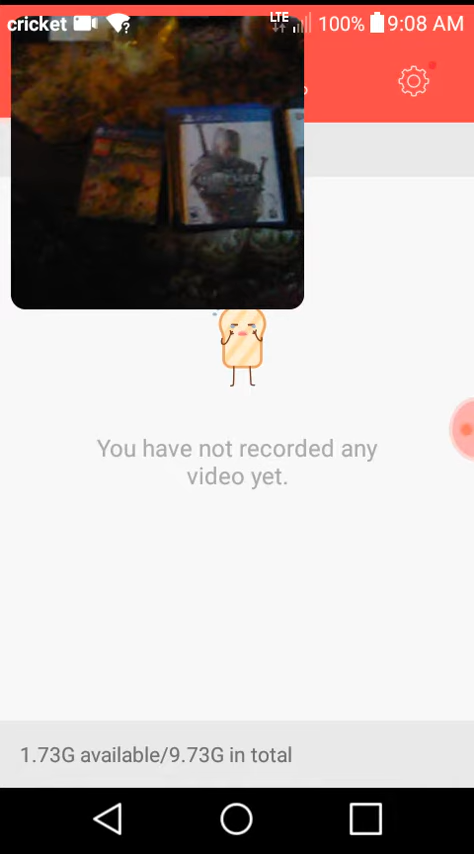 cricket
LTE
100%
9:08 AM
PS4
You have not recorded any
video yet.
1.73G available/9.73G in total